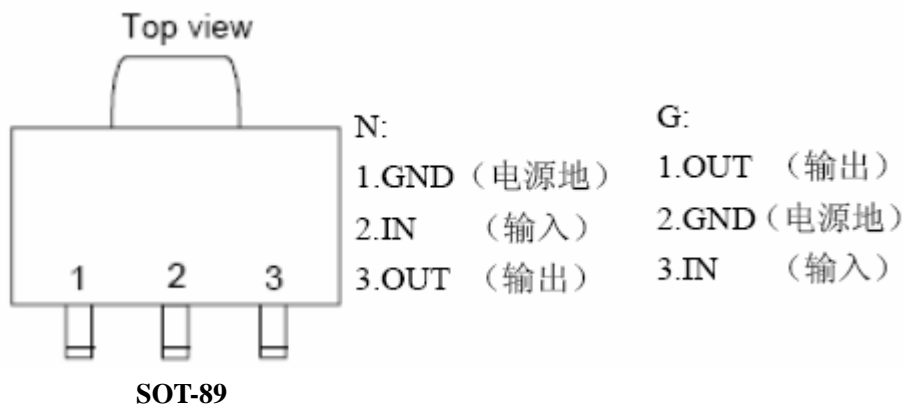 Top view
1 2 3
SOT-89
N:
1.GND（电源地）
2.IN （输入）
3.OUT （输出）
G:
1.OUT （输出）
2.GND（电源地）
3.IN （输入）